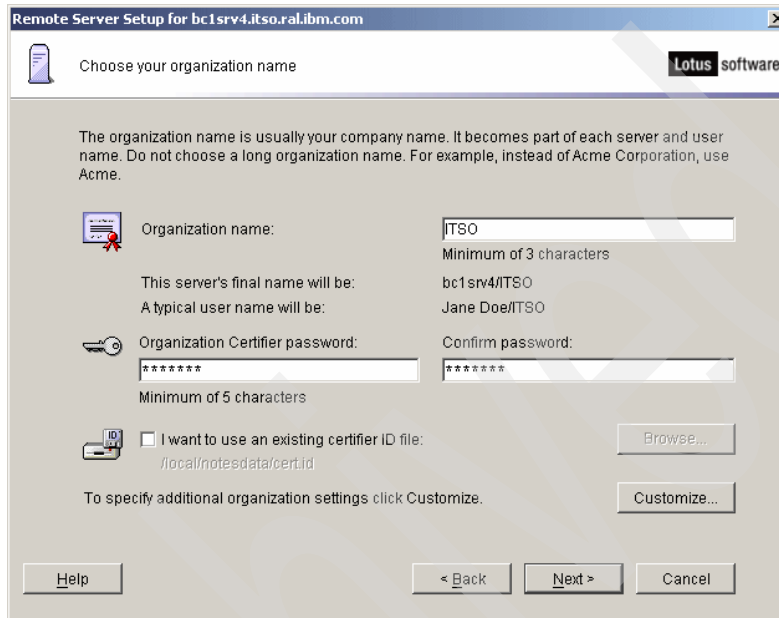 Remote Server Setup for bc1srv4.itso.ral.ibm.com
Choose your organization name
Lotus software
The organization name is usually your company name. It becomes part of each server and user
name. Do not choose a long organization name. For example, instead of Acme Corporation, use
Acme.
Organization name:
ITSO
Minimum of 3 characters
This server's final name will be:
bc1srv4/ITSO
A typical user name will be:
Jane Doe/ITSO
Organization Certifier password:
Confirm password:
*******
*******
Minimum of 5 characters
ID
I want to use an existing certifier ID file:
Browse...
/local/notesdata/cert.id
To specify additional organization settings click Customize.
Customize...
Help
< Back
Next >
Cancel